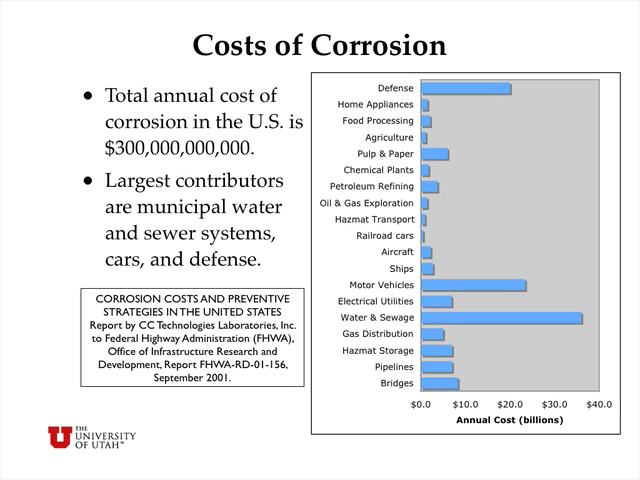 Costs of Corrosion
• Total annual cost of
corrosion in the U.S. is
$300,000,000,000.
• Largest contributors
are municipal water
and sewer systems,
cars, and defense.
CORROSION COSTS AND PREVENTIVE
STRATEGIES IN THE UNITED STATES
Report by CC Technologies Laboratories, Inc.
to Federal Highway Administration (FHWA),
Office of Infrastructure Research and
Development, Report FHWA-RD-01-156,
September 2001.
THE
UNIVERSITY
OF UTAH™
Defense
Home Appliances
Food Processing
Agriculture
Pulp & Paper
Chemical Plants
Petroleum Refining
Oil & Gas Exploration
Hazmat Transport
Railroad cars
Aircraft
Ships
Motor Vehicles
Electrical Utilities
Water & Sewage
Gas Distribution
Hazmat Storage
Pipelines
Bridges
$0.0 $10.0 $20.0 $30.0 $40.0
Annual Cost (billions)